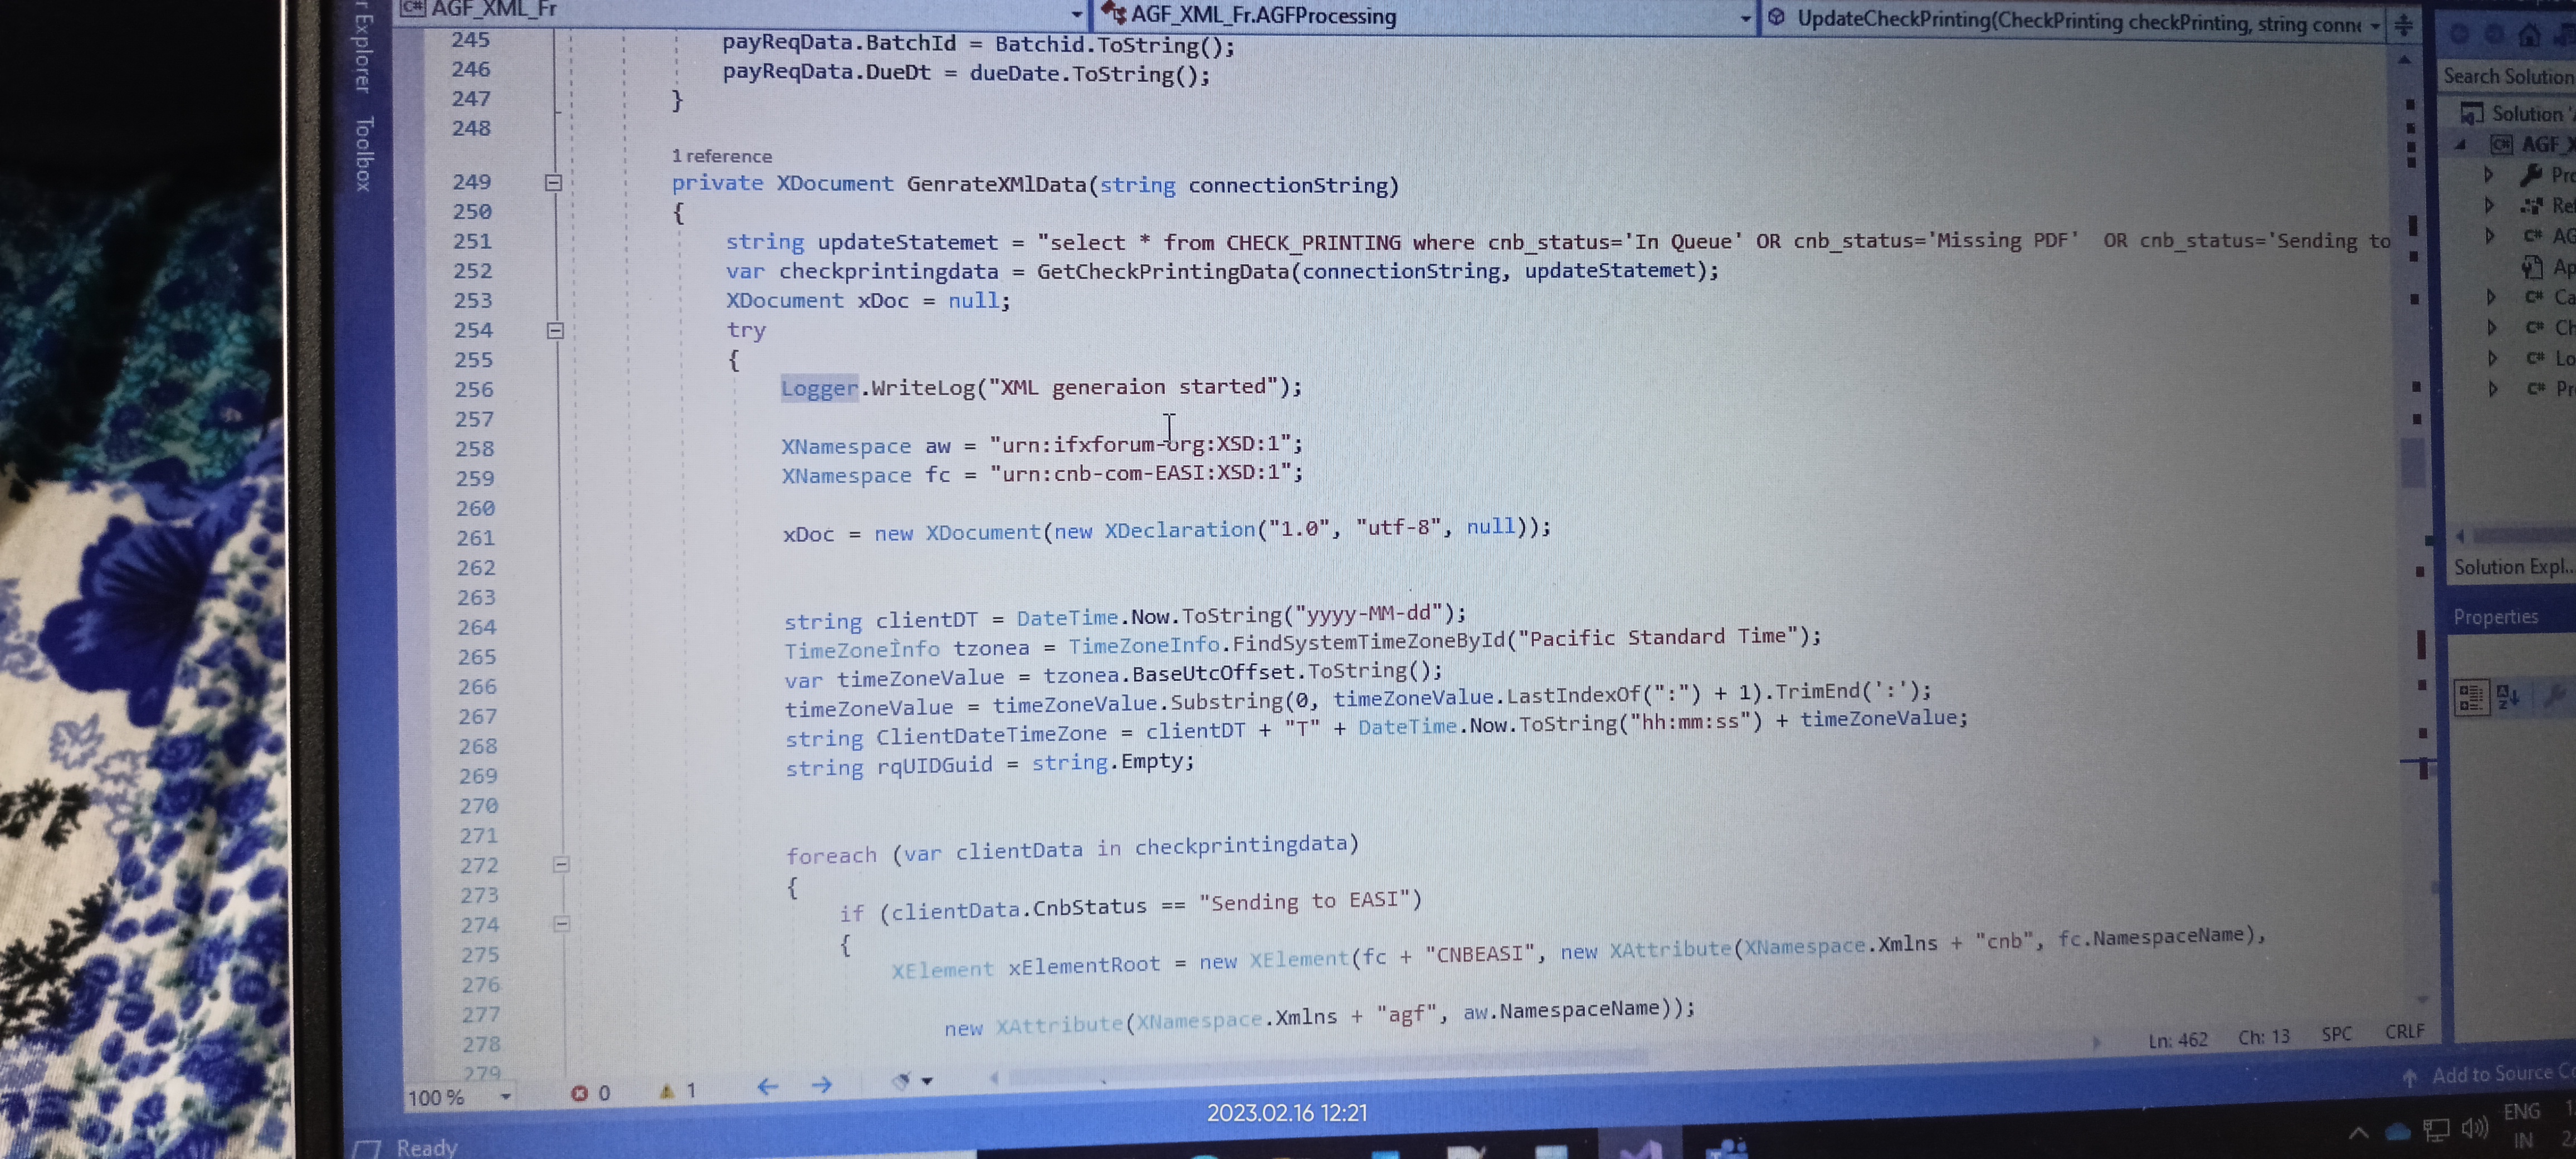 r Explorer
Toolbox
AGF_XML_Fr
AGF_XML_Fr.AGFProcessing
UpdateCheckPrinting(CheckPrinting checkPrinting, string conn
245 payReqData.BatchId = Batchid.ToString();
246 payReqData.DueDt = dueDate.ToString();
247 }
248
1 reference
249 private XDocument GenrateXMlData(string connectionString)
250 {
251 string updateStatemet = "select * from CHECK_PRINTING where cnb_status='In Queue' OR cnb_status='Missing PDF'  OR cnb_status='Sending to
252 var checkprintingdata = GetCheckPrintingData(connectionString, updateStatemet);
253 XDocument xDoc = null;
254 try
255 {
256 Logger.WriteLog("XML generaion started");
257
258 XNamespace aw = "urn:ifxforum-org:XSD:1";
259 XNamespace fc = "urn:cnb-com-EASI:XSD:1";
260
261 xDoc = new XDocument(new XDeclaration("1.0", "utf-8", null));
262
263
264 string clientDT = DateTime.Now.ToString("yyyy-MM-dd");
265 TimeZoneInfo tzonea = TimeZoneInfo.FindSystemTimeZoneById("Pacific Standard Time");
266 var timeZoneValue = tzonea.BaseUtcOffset.ToString();
267 timeZoneValue = timeZoneValue.Substring(0, timeZoneValue.LastIndexOf(":") + 1).TrimEnd(':');
268 string ClientDateTimeZone = clientDT + "T" + DateTime.Now.ToString("hh:mm:ss") + timeZoneValue;
269 string rqUIDGuid = string.Empty;
270
271
272 foreach (var clientData in checkprintingdata)
273 {
274 if (clientData.CnbStatus == "Sending to EASI")
275 {
276 XElement xElementRoot = new XElement(fc + "CNBEASI", new XAttribute(XNamespace.Xmlns + "cnb", fc.NamespaceName),
277
278 new XAttribute(XNamespace.Xmlns + "agf", aw.NamespaceName));
279
100 %
0
1
Ln: 462 Ch: 13 SPC CRLF
Search Solution
Solution '
AGF_X
Pro
Ref
AG
Ap
Ca
Ch
Lo
Pr
Solution Expl..
Properties
Add to Source Co
Ready
2023.02.16 12:21
ENG
IN